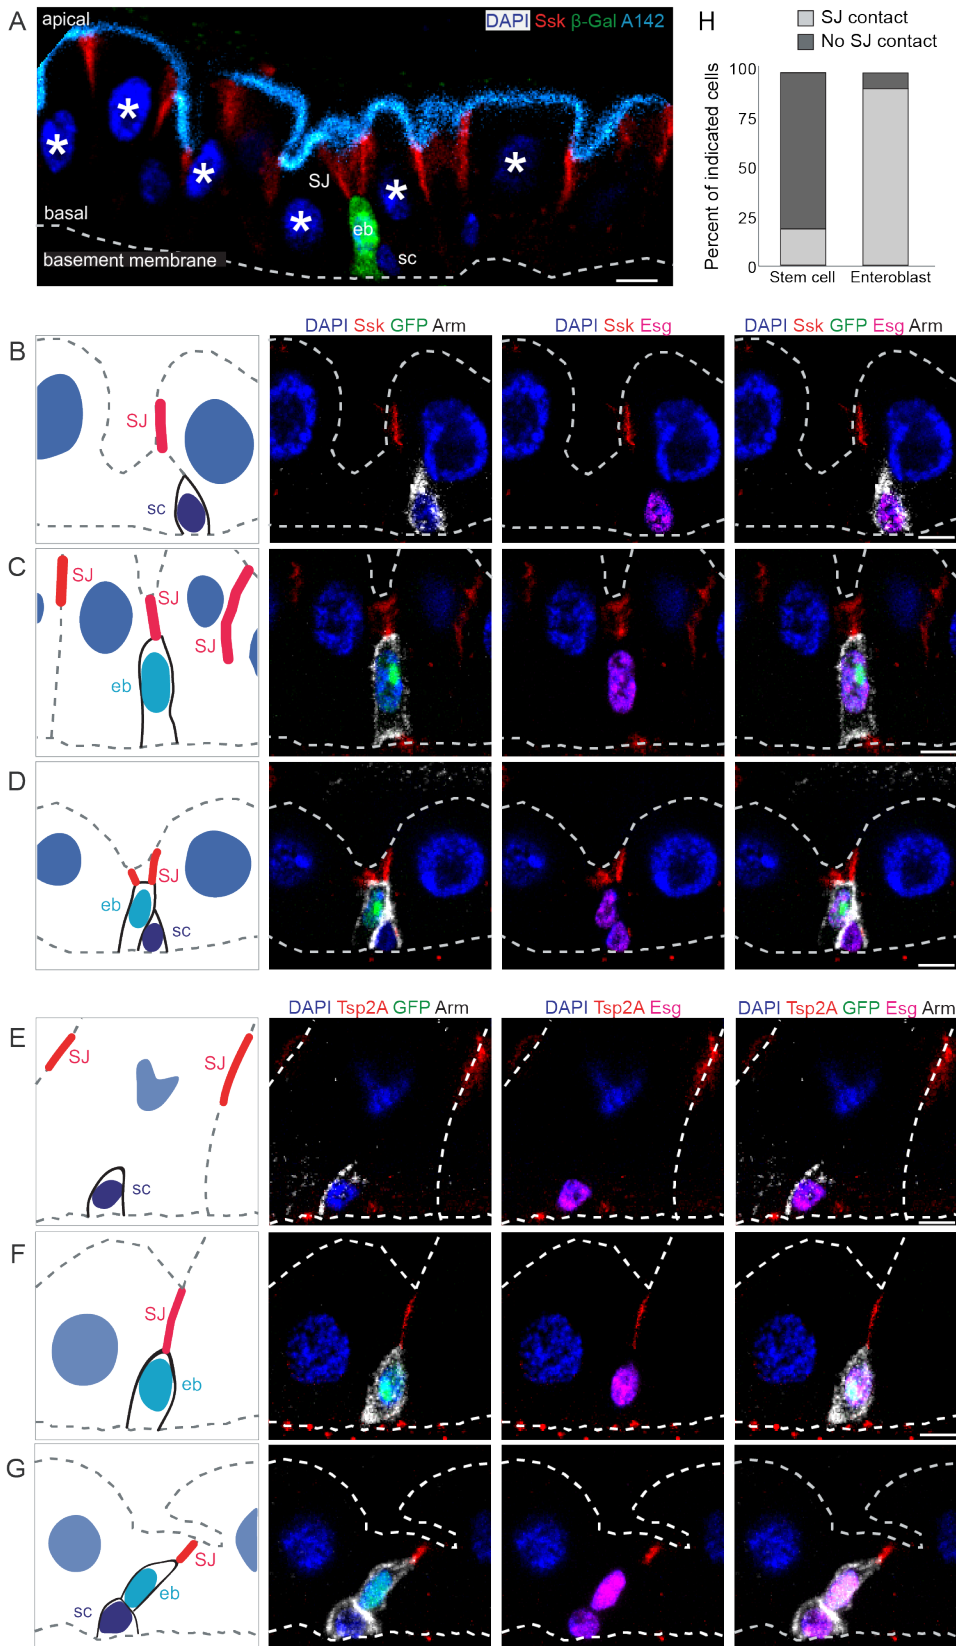 A
apical
DAPI Ssk β-Gal A142
*
*
*
*
*
*
SJ
eb
sc
basal
basement membrane
H
SJ contact
No SJ contact
Percent of indicated cells
100
75
50
25
0
Stem cell Enteroblast
DAPI Ssk GFP Arm
DAPI Ssk Esg
DAPI Ssk GFP Esg Arm
B
SJ
sc
C
SJ
SJ
SJ
eb
D
SJ
eb
sc
DAPI Tsp2A GFP Arm
DAPI Tsp2A Esg
DAPI Tsp2A GFP Esg Arm
E
SJ
SJ
sc
F
SJ
eb
G
SJ
eb
sc